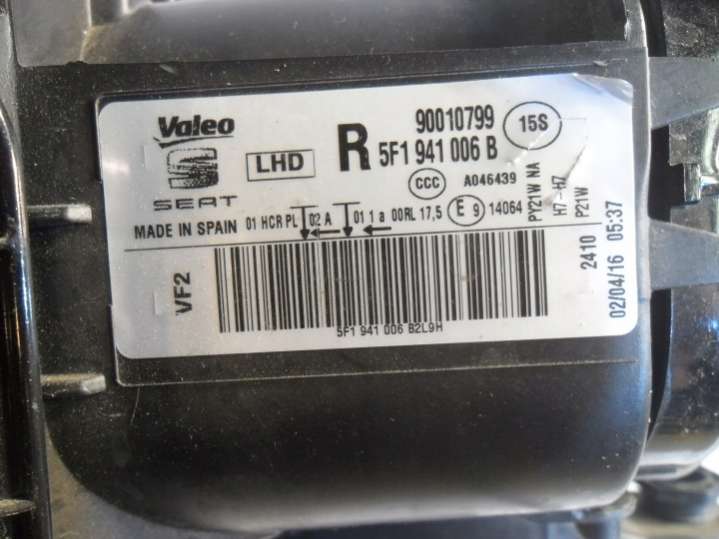 Valeo
SEAT
LHD
R
90010799
5F1 941 006 B
15S
CCC A046439
MADE IN SPAIN 01 HCR PL 02 A 01 1 a 00RL 17,5 E 9 14064
PY21W NA
H7-H7
P21W
VF2
5F1 941 006 B2L9H
2410
02/04/16 05:37